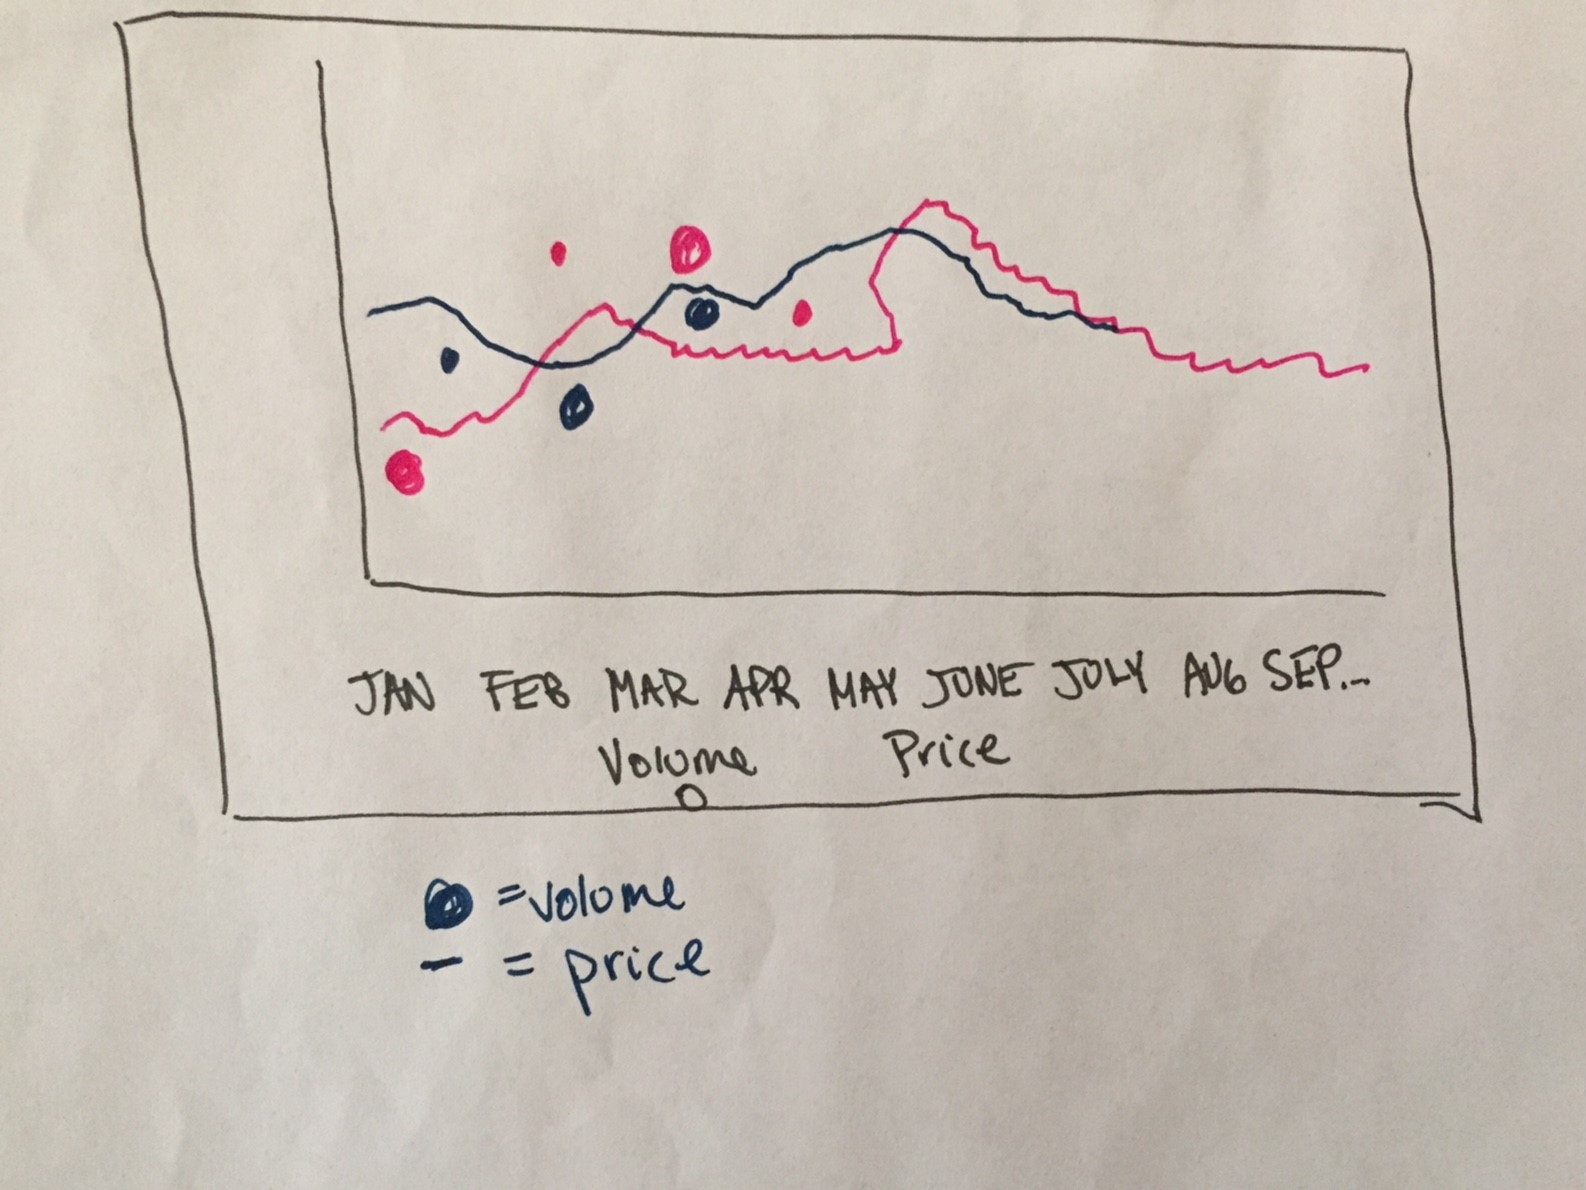 JAN FEB MAR APR MAY JUNE JULY AUG SEP...
Volume Price
= volume
- = price